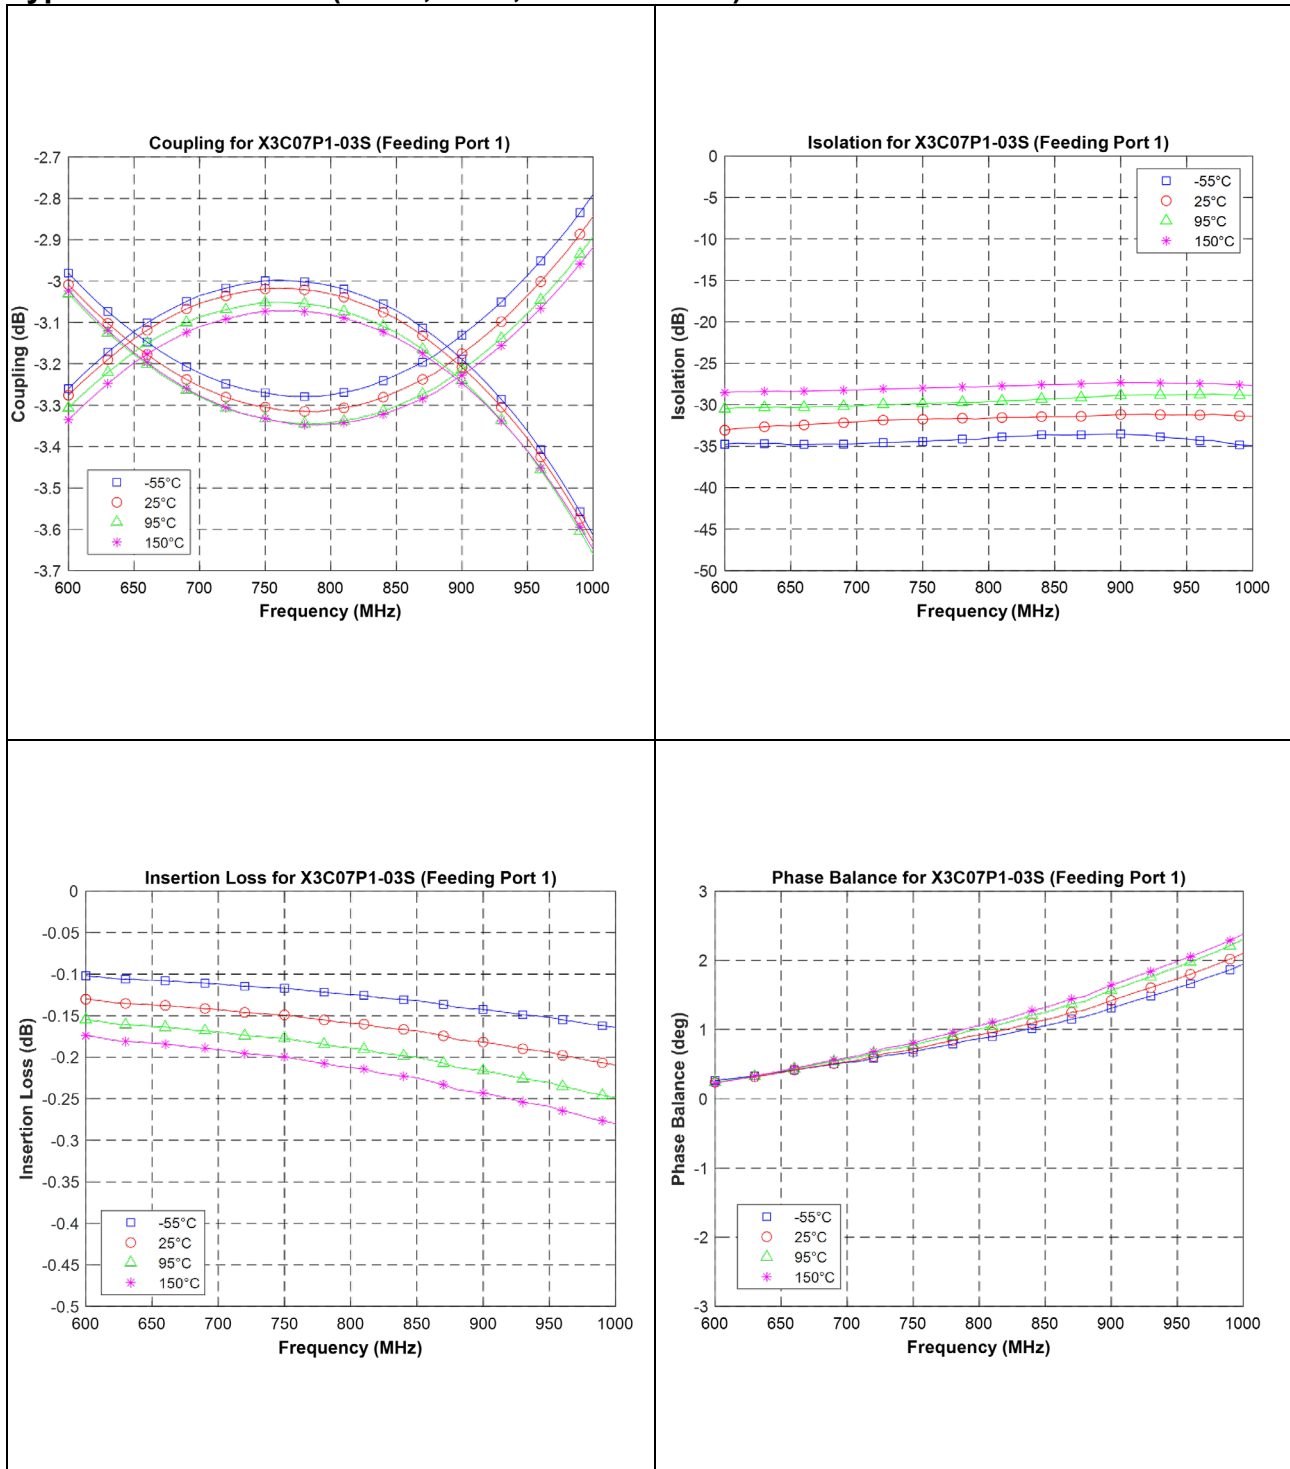 Coupling for X3C07P1-03S (Feeding Port 1)
-2.7
-2.8
-2.9
-3
-3.1
-3.2
-3.3
-3.4
-3.5
-3.6
-3.7
Coupling (dB)
-55°C
25°C
95°C
150°C
600 650 700 750 800 850 900 950 1000
Frequency (MHz)
Isolation for X3C07P1-03S (Feeding Port 1)
0
-5
-10
-15
-20
-25
-30
-35
-40
-45
-50
Isolation (dB)
-55°C
25°C
95°C
150°C
600 650 700 750 800 850 900 950 1000
Frequency (MHz)
Insertion Loss for X3C07P1-03S (Feeding Port 1)
0
-0.05
-0.1
-0.15
-0.2
-0.25
-0.3
-0.35
-0.4
-0.45
-0.5
Insertion Loss (dB)
-55°C
25°C
95°C
150°C
600 650 700 750 800 850 900 950 1000
Frequency (MHz)
Phase Balance for X3C07P1-03S (Feeding Port 1)
3
2
1
0
-1
-2
-3
Phase Balance (deg)
-55°C
25°C
95°C
150°C
600 650 700 750 800 850 900 950 1000
Frequency (MHz)